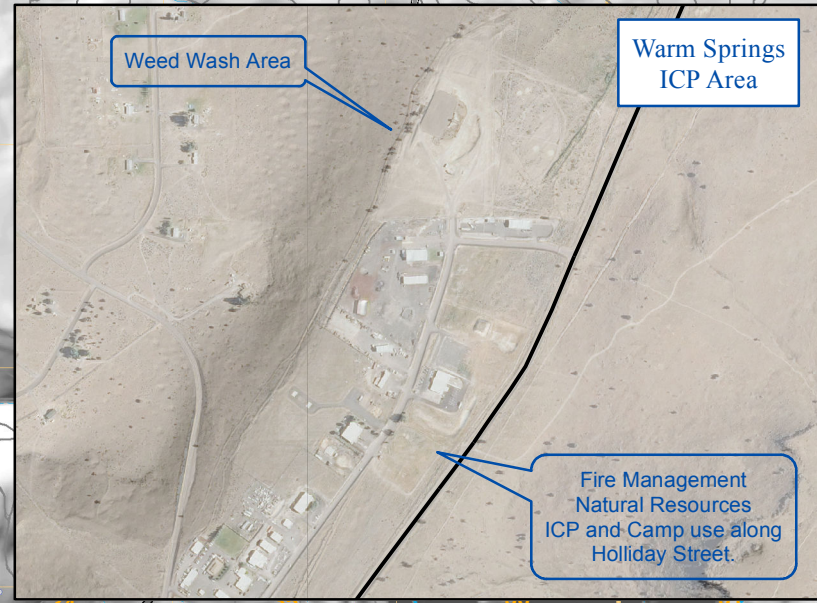 Weed Wash Area
Warm Springs
ICP Area
Fire Management
Natural Resources
ICP and Camp use along
Holliday Street.